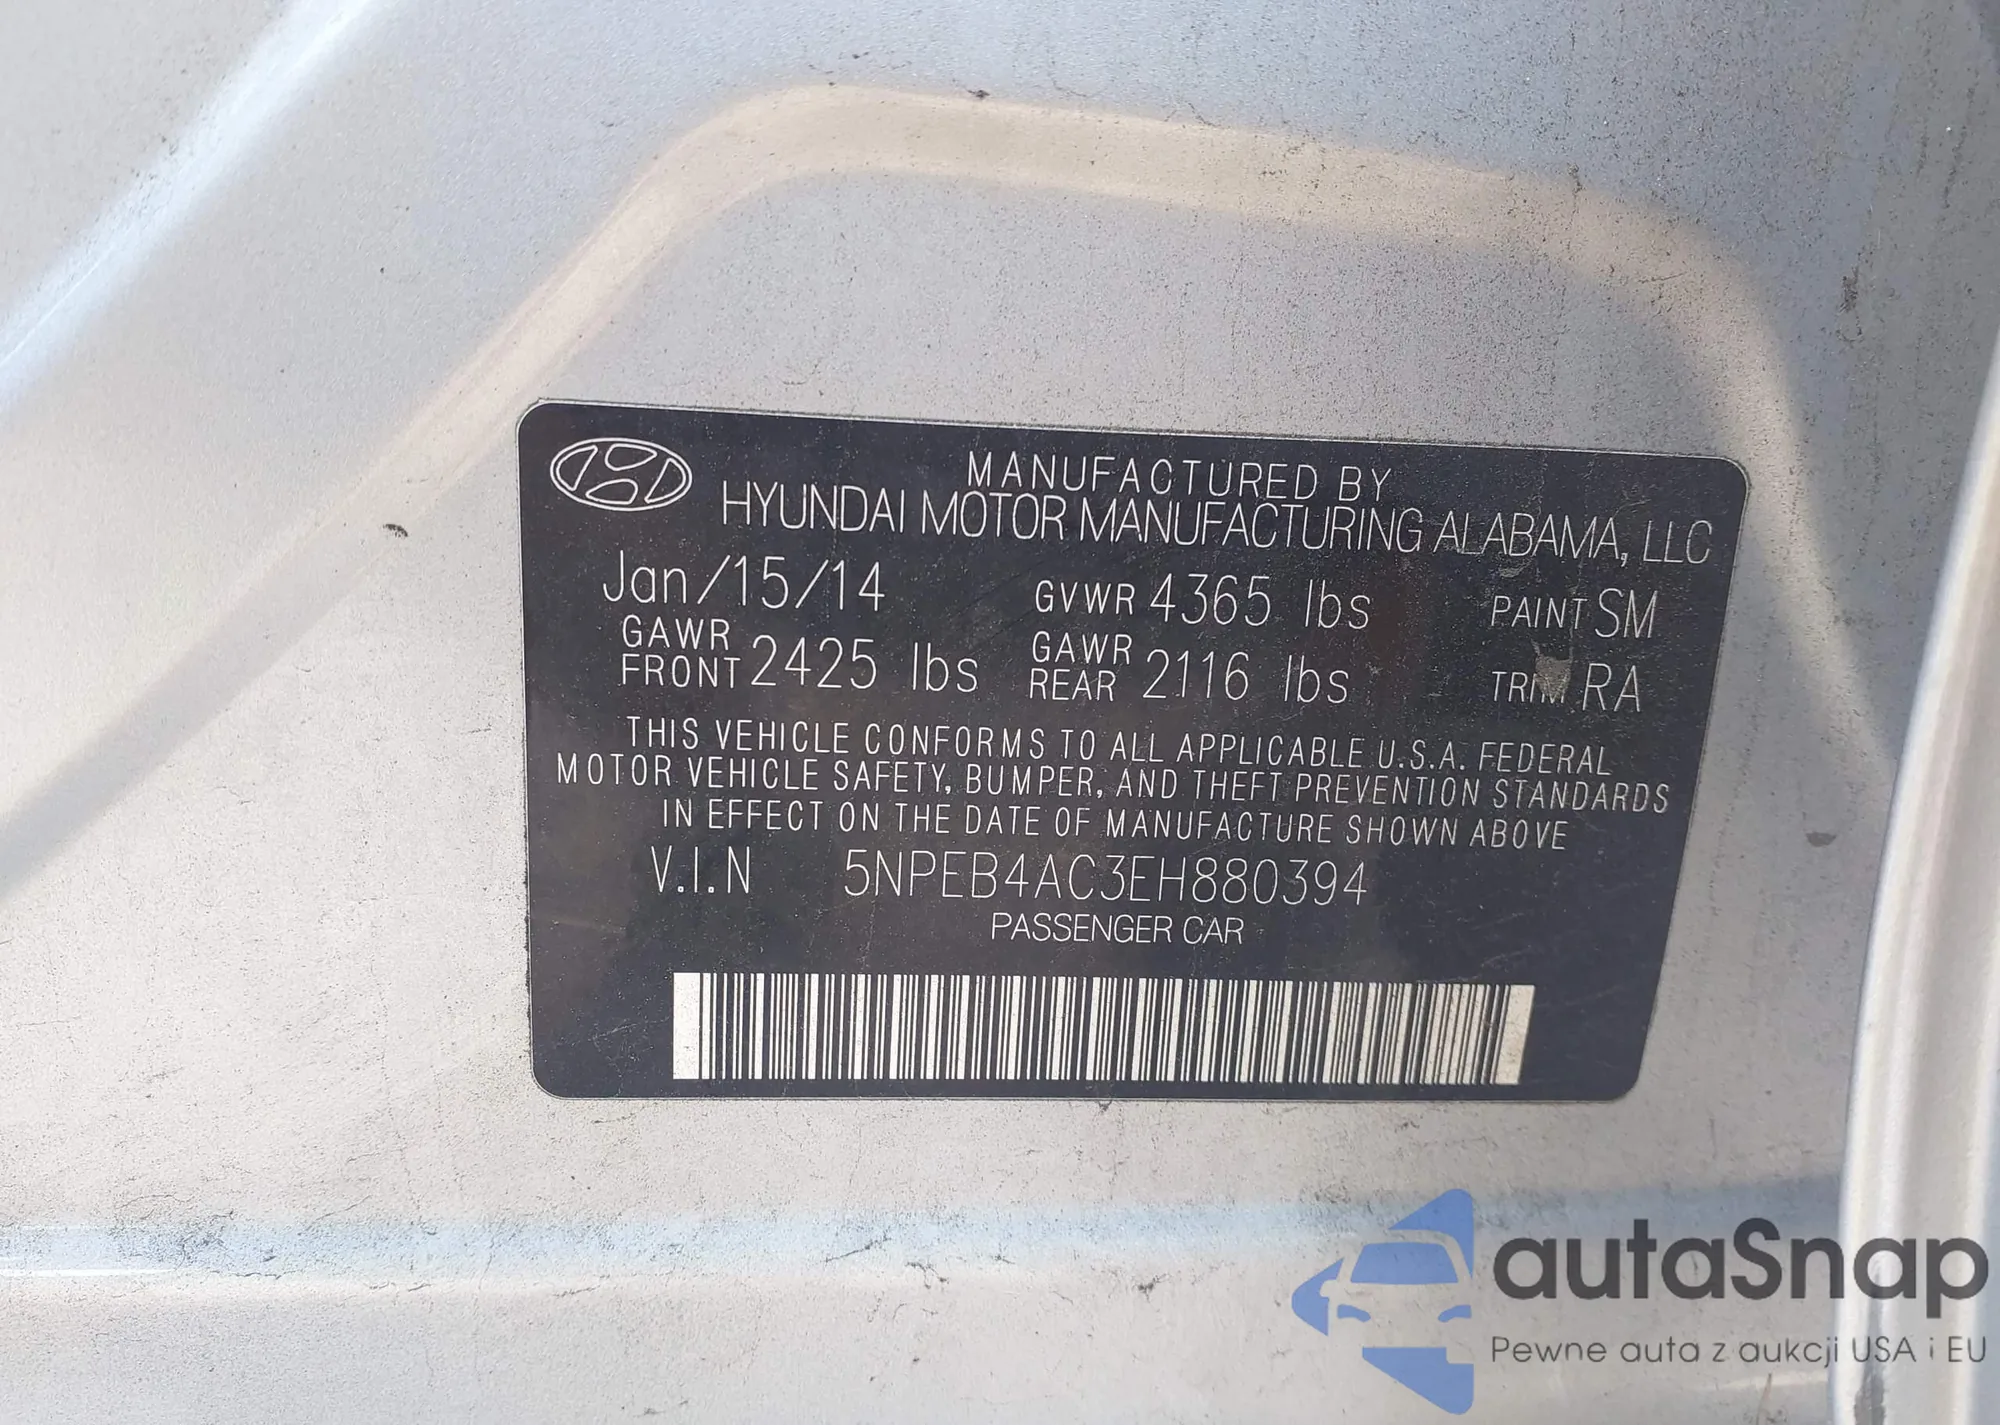 MANUFACTURED BY
HYUNDAI MOTOR MANUFACTURING ALABAMA, LLC
Jan/15/14 GVWR 4365 lbs PAINT SM
GAWR FRONT 2425 lbs GAWR REAR 2116 lbs TRIM RA
THIS VEHICLE CONFORMS TO ALL APPLICABLE U.S.A. FEDERAL
MOTOR VEHICLE SAFETY, BUMPER, AND THEFT PREVENTION STANDARDS
IN EFFECT ON THE DATE OF MANUFACTURE SHOWN ABOVE
V.I.N 5NPEB4AC3EH880394
PASSENGER CAR
autaSnap
Pewne auta z aukcji USA i EU